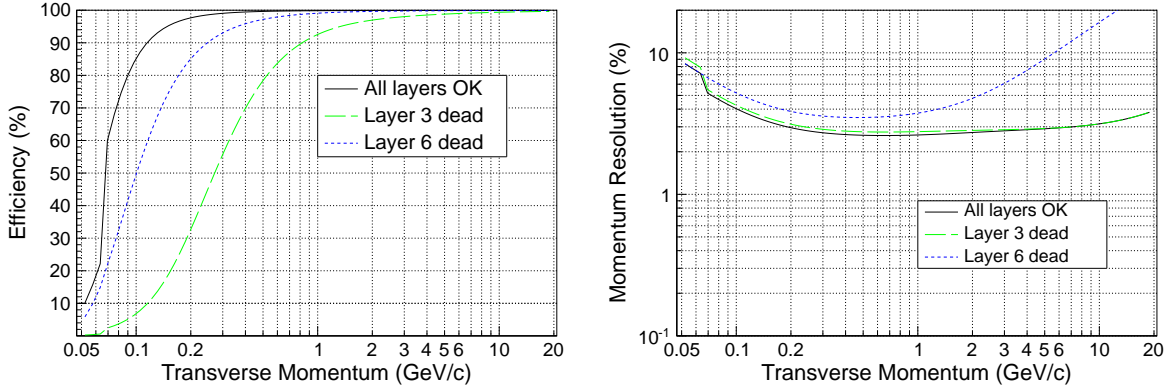 Efficiency (%)
100
90
80
70
60
50
40
30
20
10
All layers OK
Layer 3 dead
Layer 6 dead
0.05 0.1 0.2 1 2 3 4 5 6 20
Transverse Momentum (GeV/c)
Momentum Resolution (%)
10
1
10⁻¹
All layers OK
Layer 3 dead
Layer 6 dead
0.05 0.1 0.2 1 2 3 4 5 6 10 20
Transverse Momentum (GeV/c)